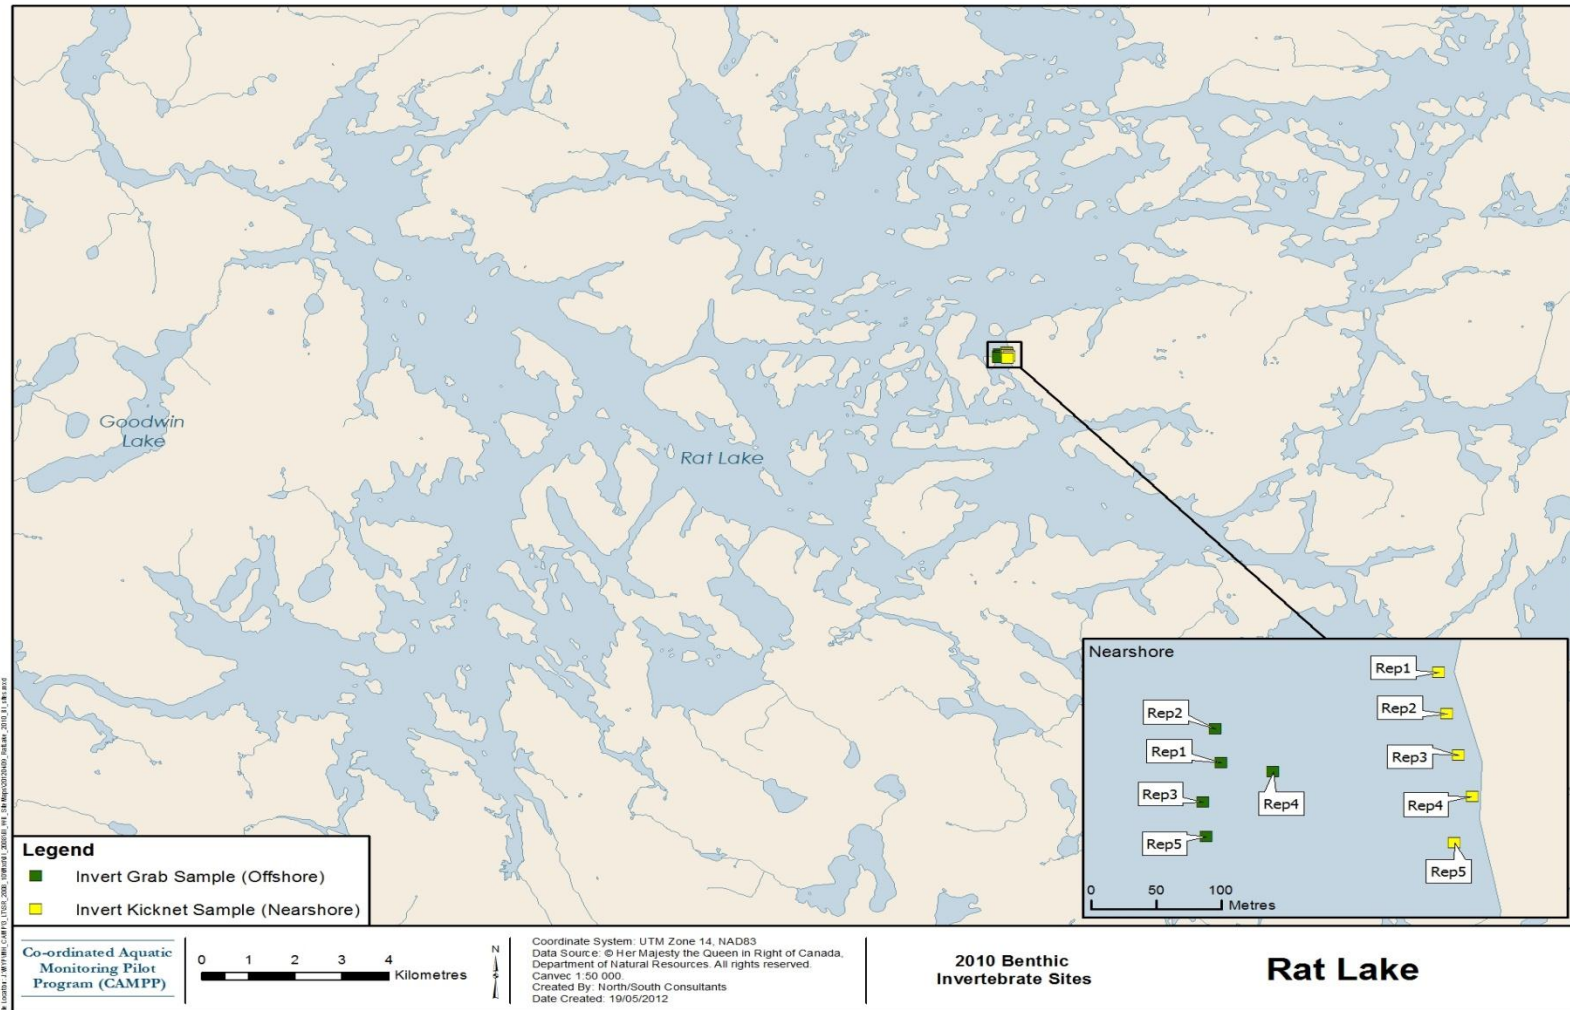 Goodwin
Lake
Rat Lake
Nearshore
Rep1
Rep2
Rep2
Rep1
Rep3
Rep3
Rep4
Rep4
Rep5
Rep5
0 50 100
Metres
Legend
Invert Grab Sample (Offshore)
Invert Kicknet Sample (Nearshore)
Co-ordinated Aquatic
Monitoring Pilot
Program (CAMPP)
0 1 2 3 4
Kilometres
N
Coordinate System: UTM Zone 14, NAD83
Data Source: © Her Majesty the Queen in Right of Canada,
Department of Natural Resources. All rights reserved.
Canvec 1:50 000.
Created By: North/South Consultants
Date Created: 19/05/2012
2010 Benthic
Invertebrate Sites
Rat Lake